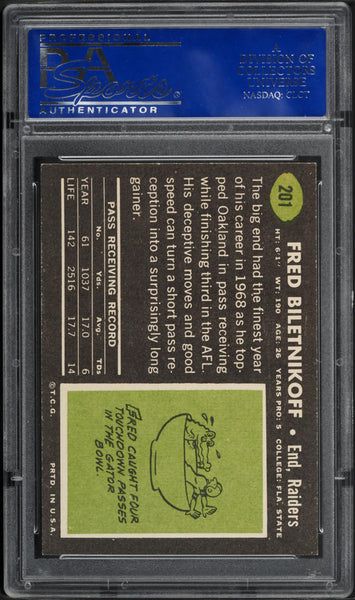 PROFESSIONAL
PSA
Sports
®
AUTHENTICATOR
A
DIVISION OF
COLLECTORS
UNIVERSE
NASDAQ: CLCT
201
FRED BILETNIKOFF • End, Raiders
HT: 6'1" WT: 190 AGE: 26 YEARS PRO: 5 COLLEGE: FLA. STATE
The big end had the finest year
of his career in 1968 as he top-
ped Oakland in pass receiving
while finishing third in the AFL.
His deceptive moves and good
speed can turn a short pass re-
ception into a surprisingly long
gainer.
PASS RECEIVING RECORD
No. Yds. Avg. TDs
YEAR 61 1037 17.0 6
LIFE 142 2516 17.7 14
FRED CAUGHT FOUR
TOUCHDOWN PASSES
IN THE GATOR
BOWL
© T.C.G. PRTD. IN U.S.A.